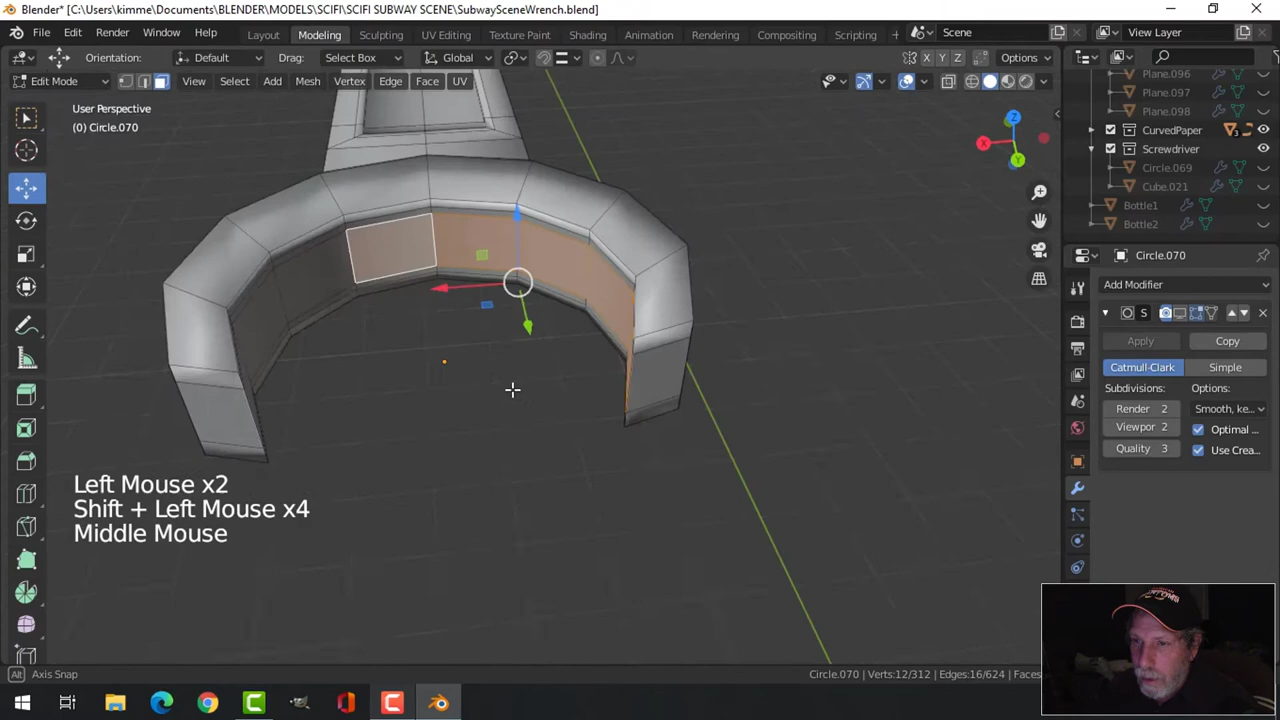 Blender* [C:\Users\kimme\Documents\BLENDER\MODELS\SCIFI\SCIFI SUBWAY SCENE\SubwaySceneWrench.blend]
File Edit Render Window Help Layout Modeling Sculpting UV Editing Texture Paint Shading Animation Rendering Compositing Scripting Scene View Layer
Orientation: Default Drag: Select Box Global X Y Z Options
Edit Mode View Select Add Mesh Vertex Edge Face UV
User Perspective
(0) Circle.070
Z
X
Y
Plane.096
Plane.097
Plane.098
CurvedPaper 3
Screwdriver
Circle.069
Cube.021
Bottle1
Bottle2
Circle.070
Add Modifier
S
Apply Copy
Catmull-Clark Simple
Subdivisions: Options:
Render 2 Smooth, ke...
Viewpor 2 Optimal ...
Quality 3 Use Crea...
Left Mouse x2
Shift + Left Mouse x4
Middle Mouse
Alt Axis Snap Circle.070 | Verts:12/312 | Edges:16/624 | Faces